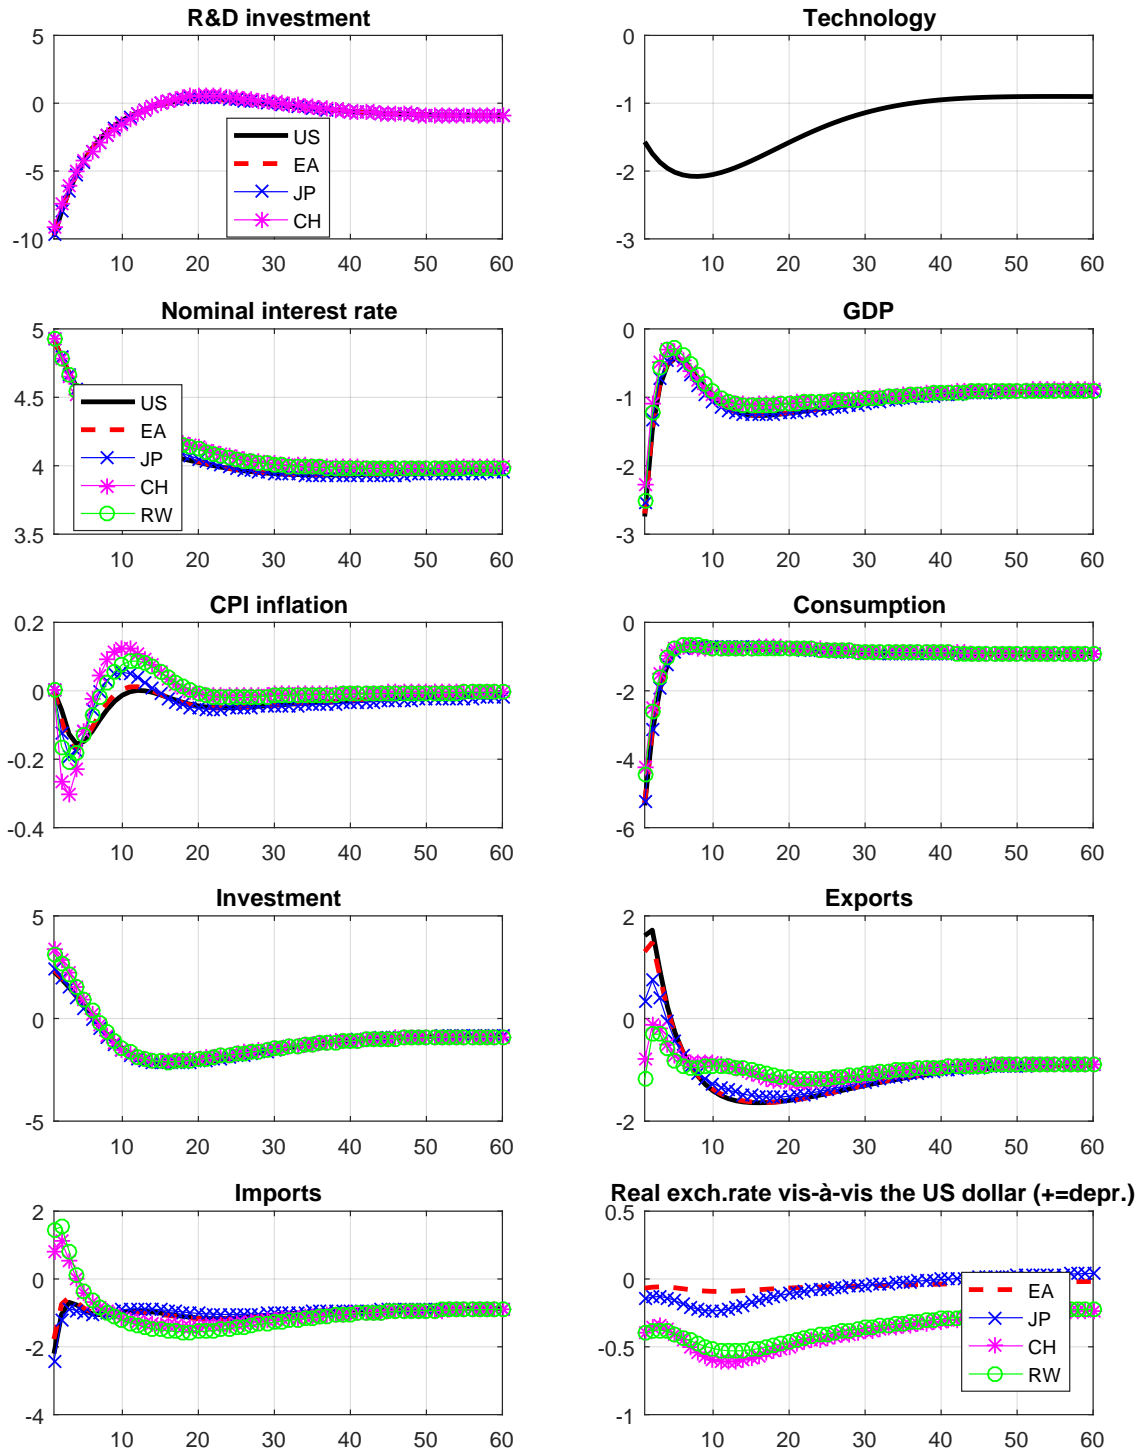 R&D investment
5
0
-5
-10
10 20 30 40 50 60
US
EA
JP
CH
Technology
0
-1
-2
-3
10 20 30 40 50 60
Nominal interest rate
5
4.5
4
3.5
10 20 30 40 50 60
US
EA
JP
CH
RW
GDP
0
-1
-2
-3
10 20 30 40 50 60
CPI inflation
0.2
0
-0.2
-0.4
10 20 30 40 50 60
Consumption
0
-2
-4
-6
10 20 30 40 50 60
Investment
5
0
-5
10 20 30 40 50 60
Exports
2
0
-2
10 20 30 40 50 60
Imports
2
0
-2
-4
10 20 30 40 50 60
Real exch.rate vis-à-vis the US dollar (+=depr.)
0.5
0
-0.5
-1
10 20 30 40 50 60
EA
JP
CH
RW